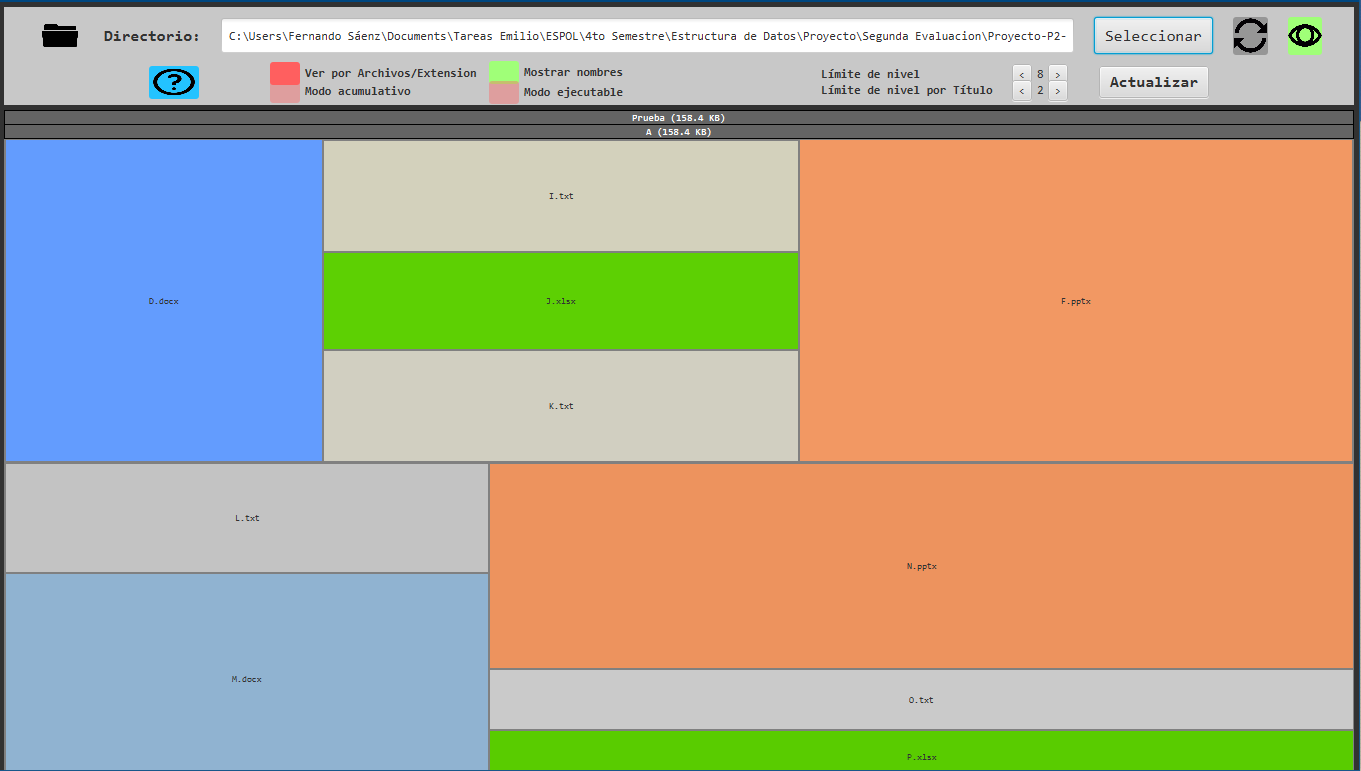 Directorio: C:\Users\Fernando Sáenz\Documents\Tareas Emilio\ESPOL\4to Semestre\Estructura de Datos\Proyecto\Segunda Evaluacion\Proyecto-P2- Seleccionar
? Ver por Archivos/Extension Mostrar nombres Límite de nivel < 8 > Actualizar
Modo acumulativo Modo ejecutable Límite de nivel por Título < 2 >
Prueba (158.4 KB)
A (158.4 KB)
I.txt
D.docx J.xlsx F.pptx
K.txt
L.txt
N.pptx
M.docx
O.txt
P.xlsx